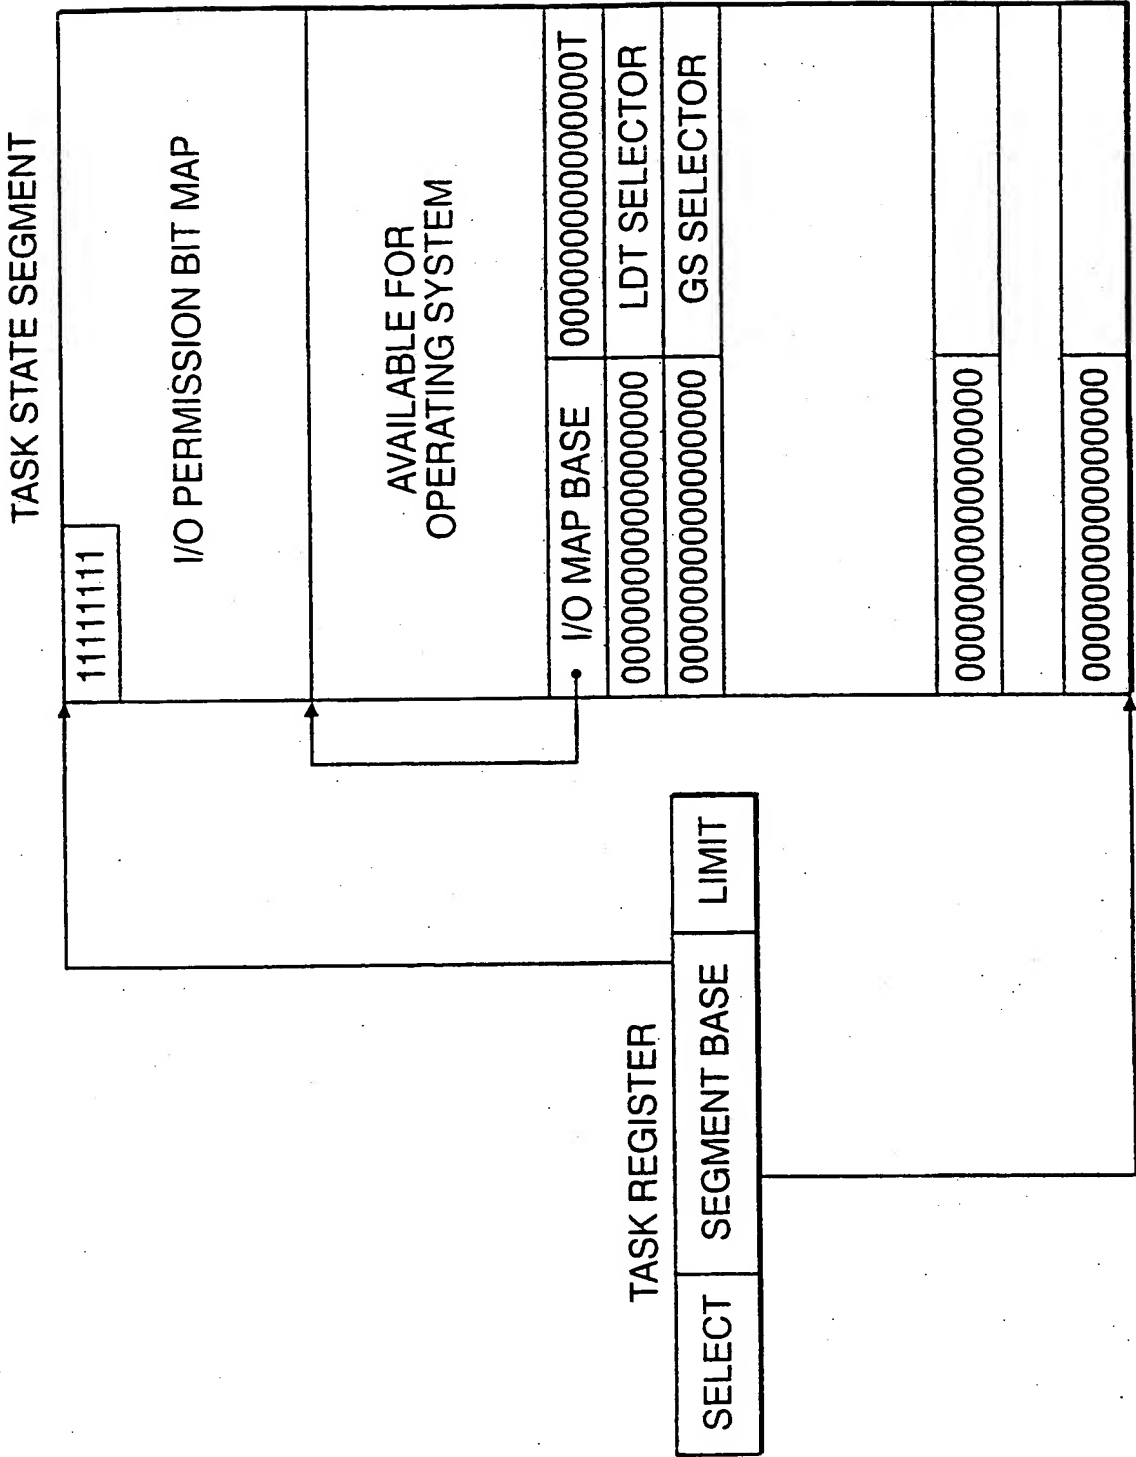 TASK STATE SEGMENT
11111111
I/O PERMISSION BIT MAP
AVAILABLE FOR
OPERATING SYSTEM
I/O MAP BASE
000000000000000T
0000000000000000
LDT SELECTOR
0000000000000000
GS SELECTOR
0000000000000000
0000000000000000
TASK REGISTER
SELECT
SEGMENT BASE
LIMIT